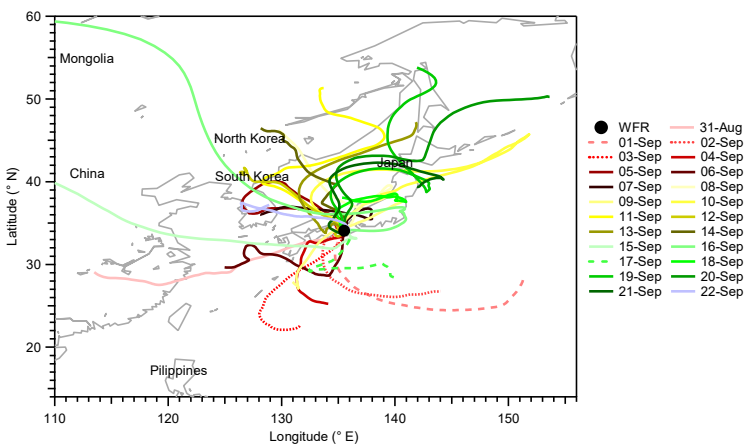 60
Mongolia
50
North Korea
Japan
China
South Korea
40
Latitude (° N)
30
20
Pilippines
110
120
130
140
150
Longitude (° E)
WFR
31-Aug
01-Sep
02-Sep
03-Sep
04-Sep
05-Sep
06-Sep
07-Sep
08-Sep
09-Sep
10-Sep
11-Sep
12-Sep
13-Sep
14-Sep
15-Sep
16-Sep
17-Sep
18-Sep
19-Sep
20-Sep
21-Sep
22-Sep